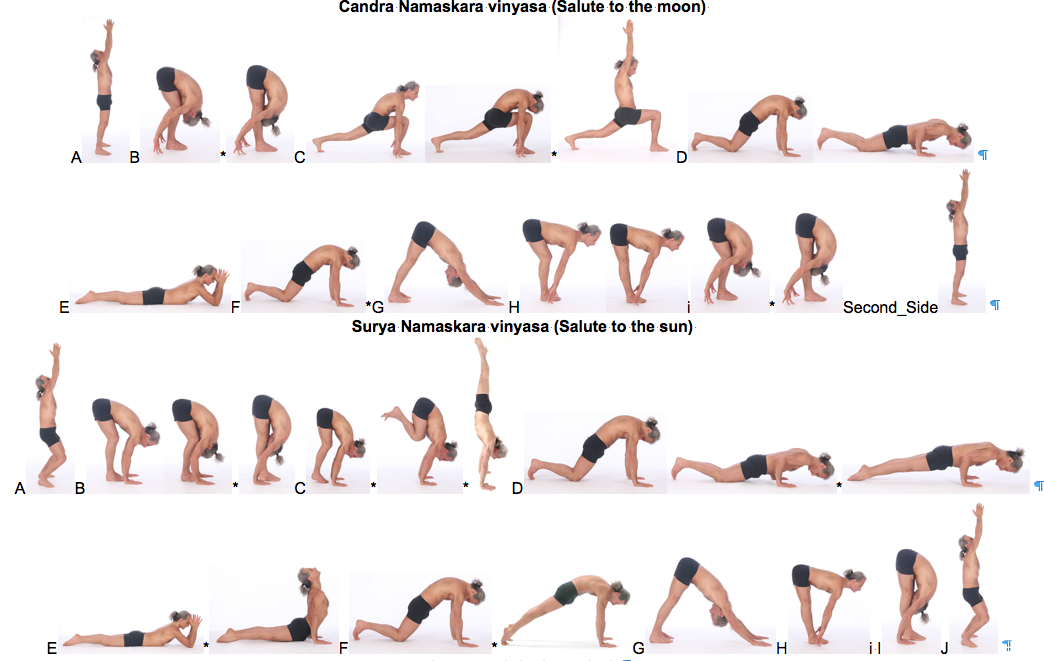 Candra Namaskara vinyasa (Salute to the moon)
A B * C * D ¶
E F *G H i * Second_Side ¶
Surya Namaskara vinyasa (Salute to the sun)
A B * C * * D * ¶
E * F * G H i I J ¶